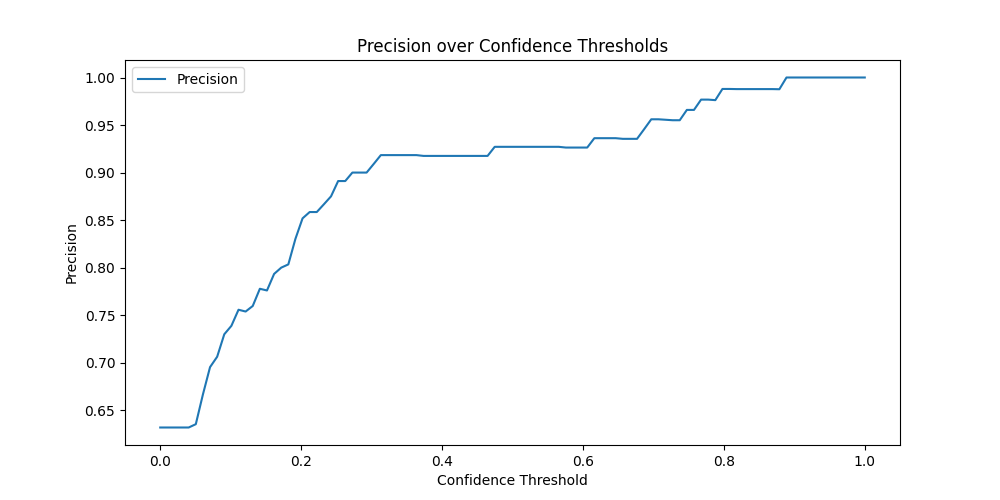 Precision over Confidence Thresholds
Precision
1.00
0.95
0.90
0.85
0.80
0.75
0.70
0.65
Precision
0.0 0.2 0.4 0.6 0.8 1.0
Confidence Threshold